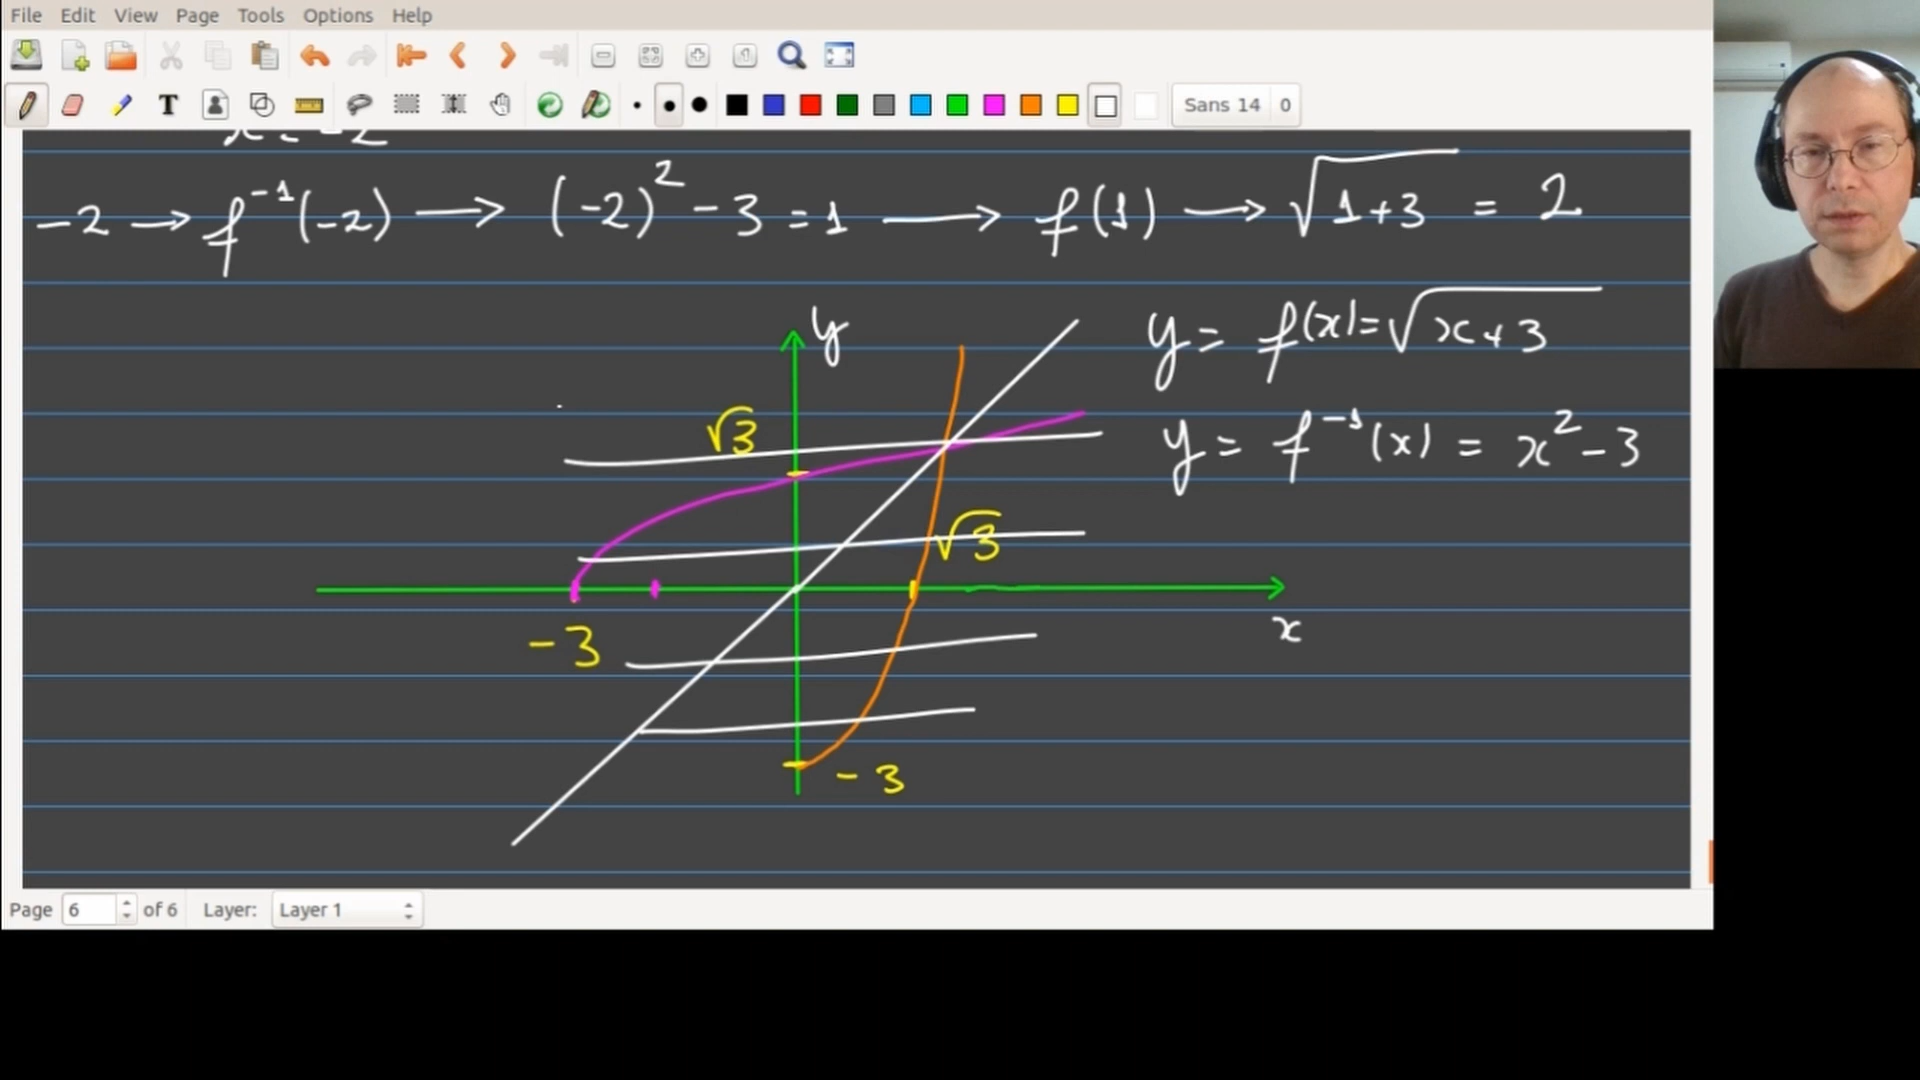 File Edit View Page Tools Options Help
Sans 14 0
x = -2
-2 → f⁻¹(-2) → (-2)² - 3 = 1 → f(1) → √(1+3) = 2
y
y = f(x) = √(x+3)
√3
y = f⁻¹(x) = x² - 3
√3
-3
x
-3
Page 6 of 6 Layer: Layer 1